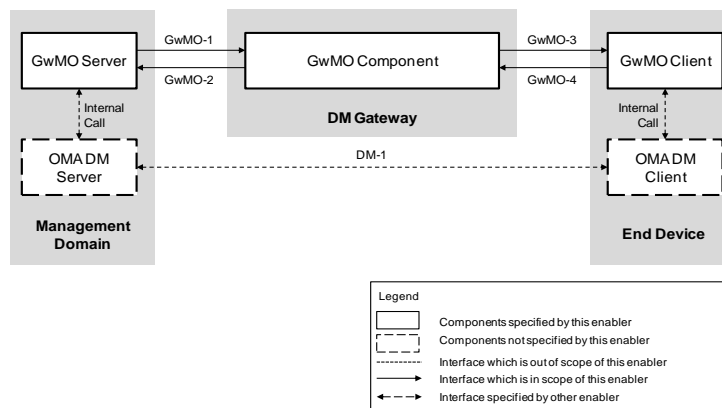 GwMO-1
GwMO-3
GwMO Server
GwMO Component
GwMO Client
GwMO-2
GwMO-4
Internal
Call
DM Gateway
Internal
Call
OMA DM
Server
DM-1
OMA DM
Client
Management
Domain
End Device
Legend
Components specified by this enabler
Components not specified by this enabler
Interface which is out of scope of this enabler
Interface which is in scope of this enabler
Interface specified by other enabler